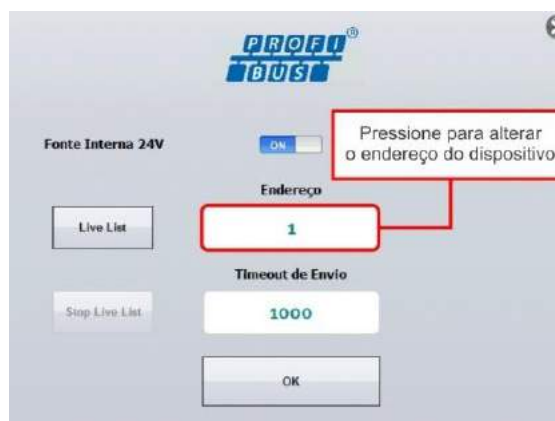 PROFI®
BUS
Fonte Interna 24V
ON
Pressione para alterar
o endereço do dispositivo
Endereço
Live List
1
Timeout de Envio
Stop Live List
1000
OK